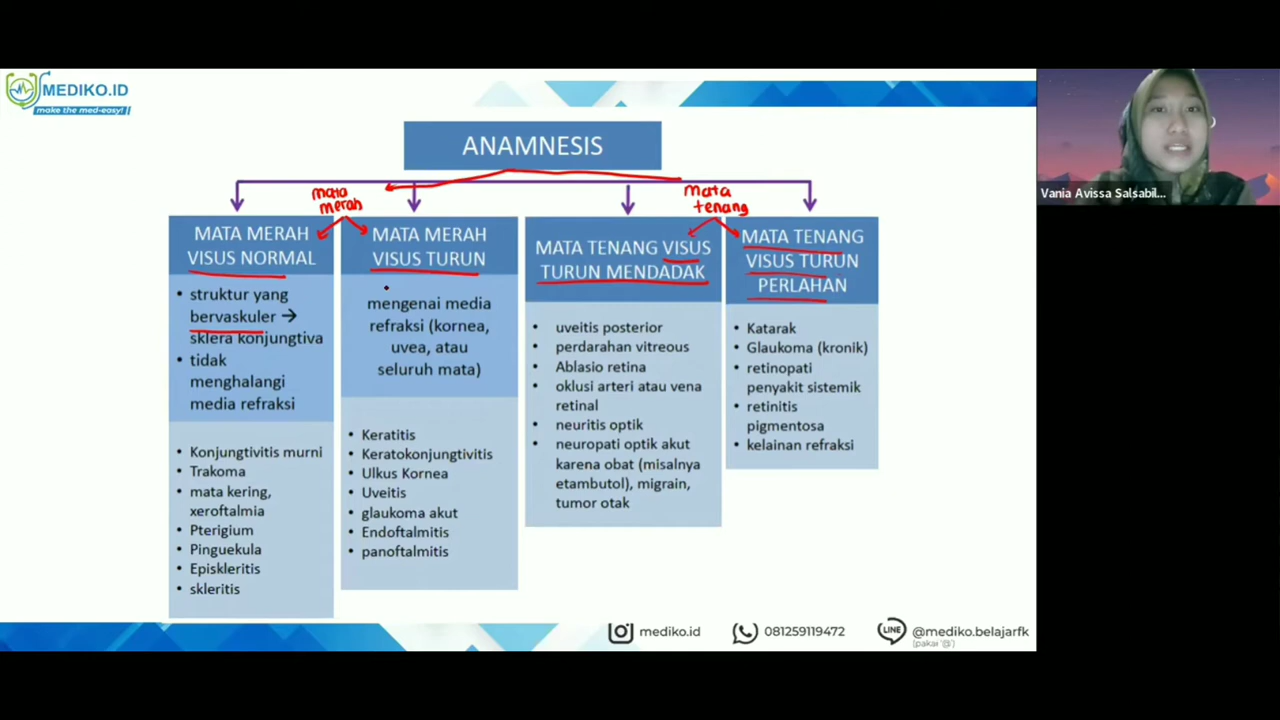 MEDIKO.ID
make the med-easy!
ANAMNESIS
mata
merah
mata
tenang
MATA MERAH
VISUS NORMAL
struktur yang
bervaskuler →
sklera konjungtiva
tidak
menghalangi
media refraksi
Konjungtivitis murni
Trakoma
mata kering,
xeroftalmia
Pterigium
Pinguekula
Episkleritis
skleritis
MATA MERAH
VISUS TURUN
mengenai media
refraksi (kornea,
uvea, atau
seluruh mata)
Keratitis
Keratokonjungtivitis
Ulkus Kornea
Uveitis
glaukoma akut
Endoftalmitis
panoftalmitis
MATA TENANG VISUS
TURUN MENDADAK
uveitis posterior
perdarahan vitreous
Ablasio retina
oklusi arteri atau vena
retinal
neuritis optik
neuropati optik akut
karena obat (misalnya
etambutol), migrain,
tumor otak
MATA TENANG
VISUS TURUN
PERLAHAN
Katarak
Glaukoma (kronik)
retinopati
penyakit sistemik
retinitis
pigmentosa
kelainan refraksi
Vania Avissa Salsabil...
mediko.id
081259119472
LINE
@mediko.belajarfk
(pakai '@')